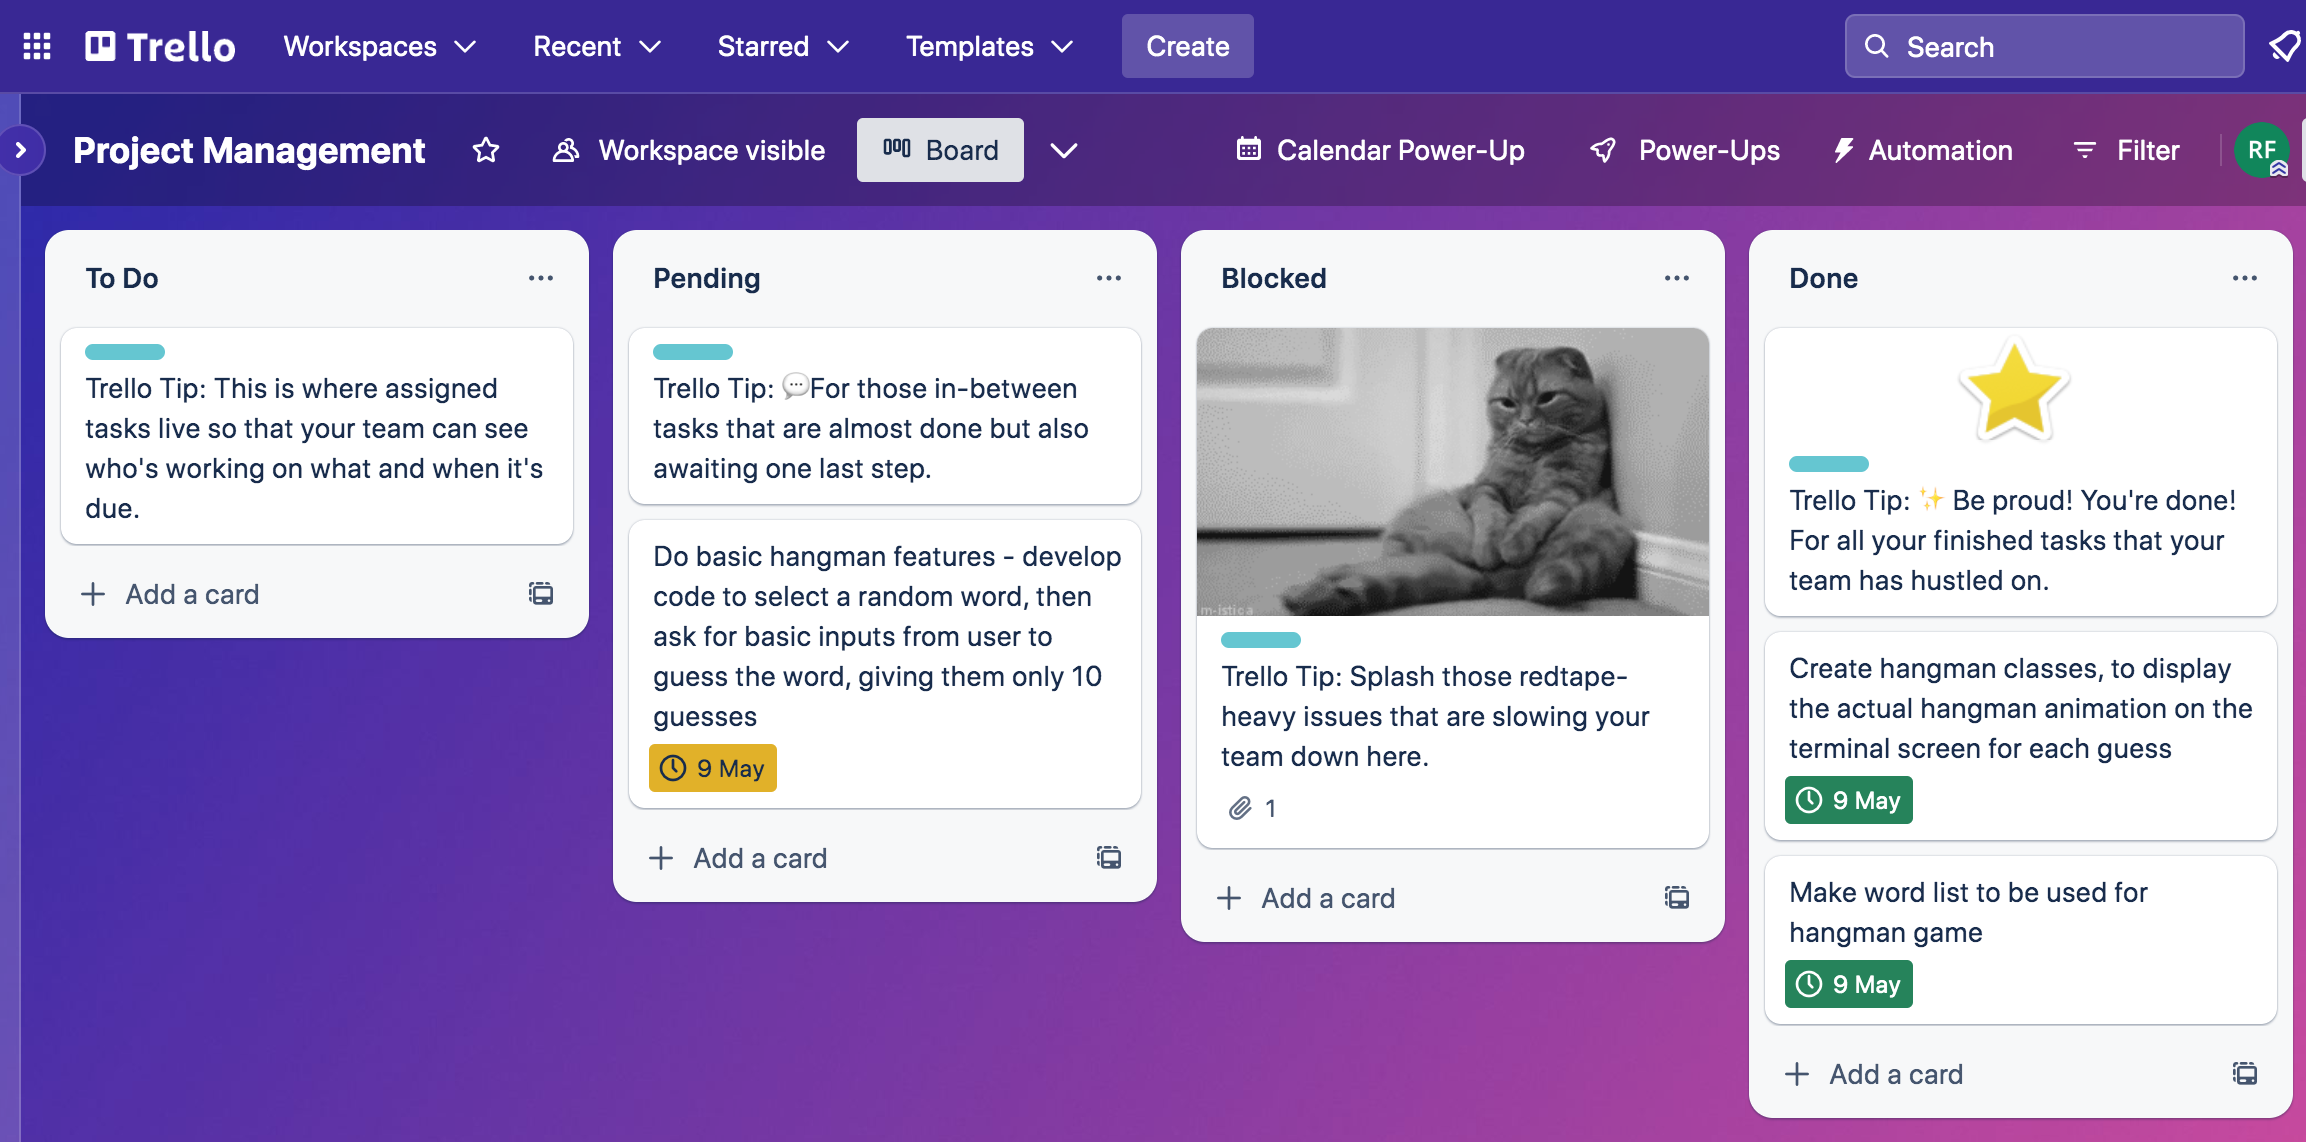 Trello
Workspaces
Recent
Starred
Templates
Create
Search
Project Management
Workspace visible
Board
Calendar Power-Up
Power-Ups
Automation
Filter
RF
To Do
Trello Tip: This is where assigned
tasks live so that your team can see
who's working on what and when it's
due.
Add a card
Pending
Trello Tip: 💬For those in-between
tasks that are almost done but also
awaiting one last step.
Do basic hangman features - develop
code to select a random word, then
ask for basic inputs from user to
guess the word, giving them only 10
guesses
9 May
Add a card
Blocked
m-istica
Trello Tip: Splash those redtape-
heavy issues that are slowing your
team down here.
1
Add a card
Done
Trello Tip: ✨ Be proud! You're done!
For all your finished tasks that your
team has hustled on.
Create hangman classes, to display
the actual hangman animation on the
terminal screen for each guess
9 May
Make word list to be used for
hangman game
9 May
Add a card